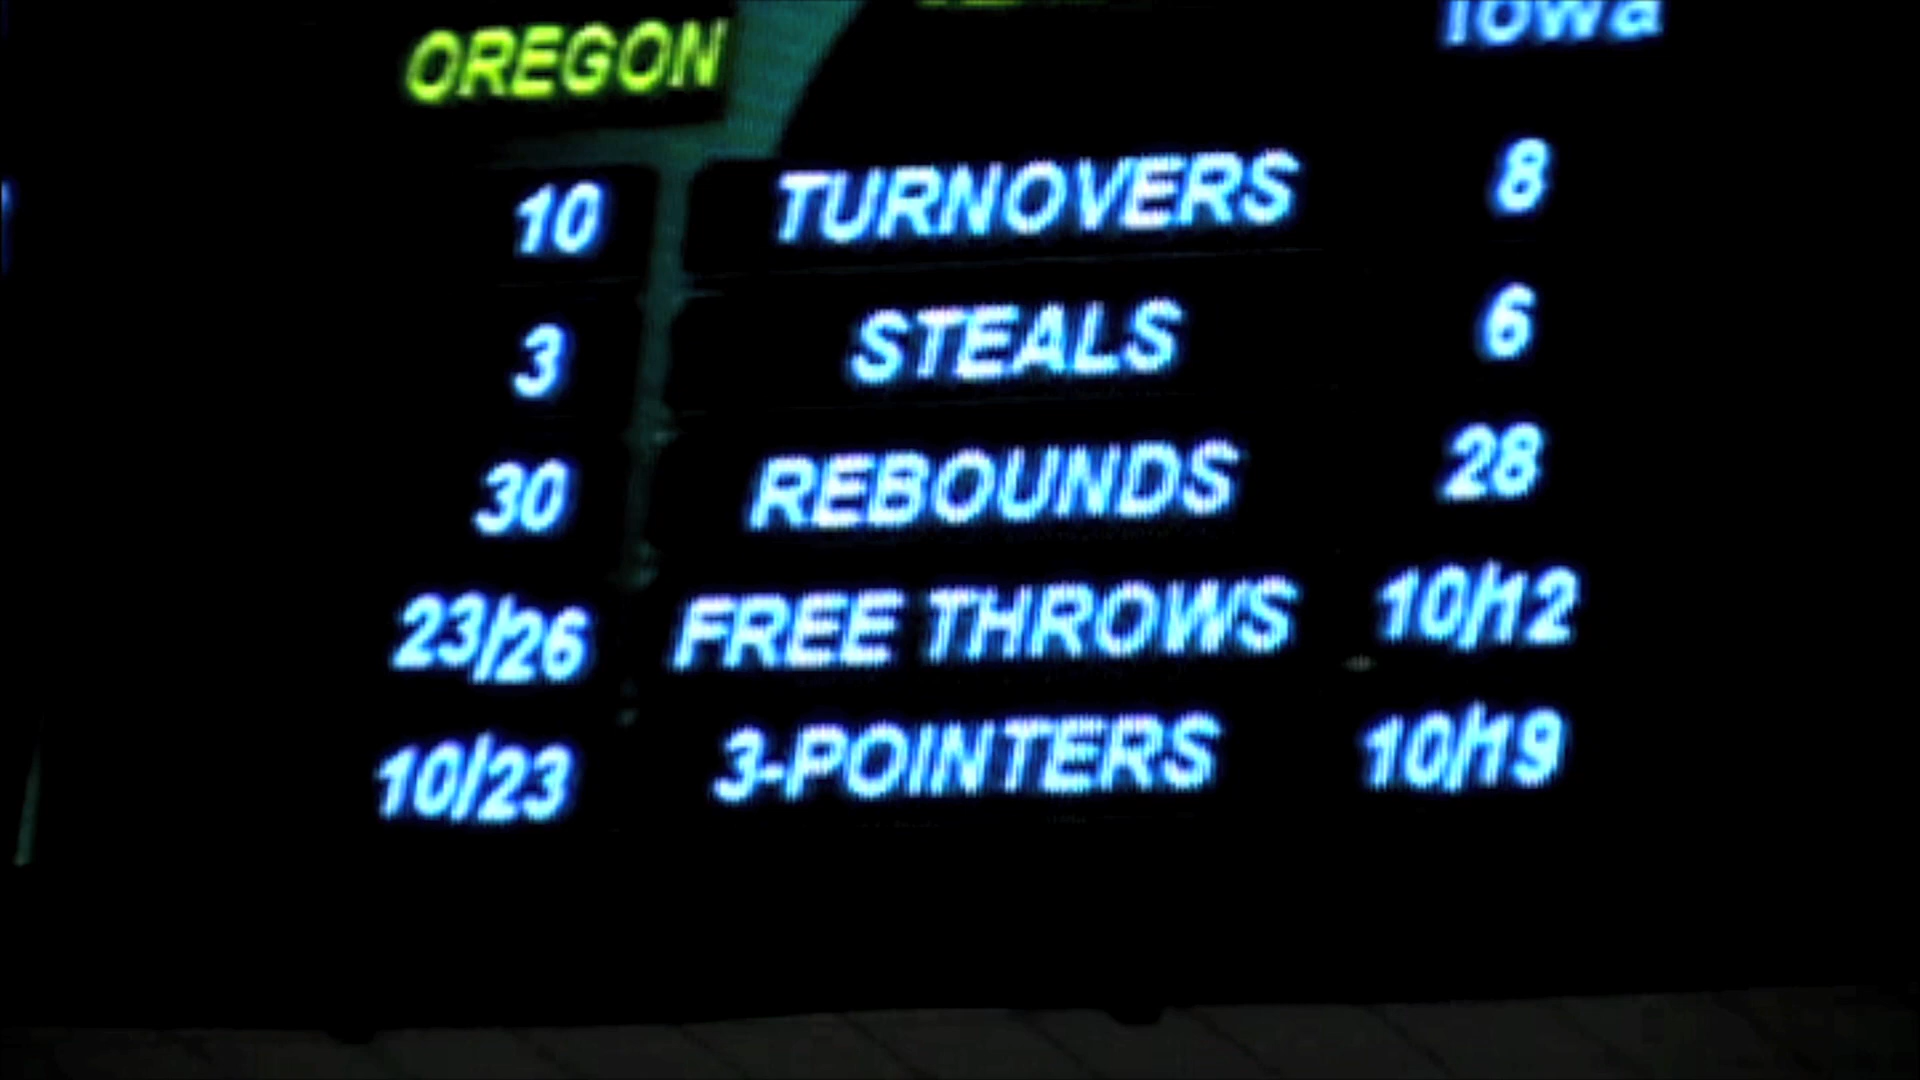 OREGON Iowa
10 TURNOVERS 8
3 STEALS 6
30 REBOUNDS 28
23/26 FREE THROWS 10/12
10/23 3-POINTERS 10/19